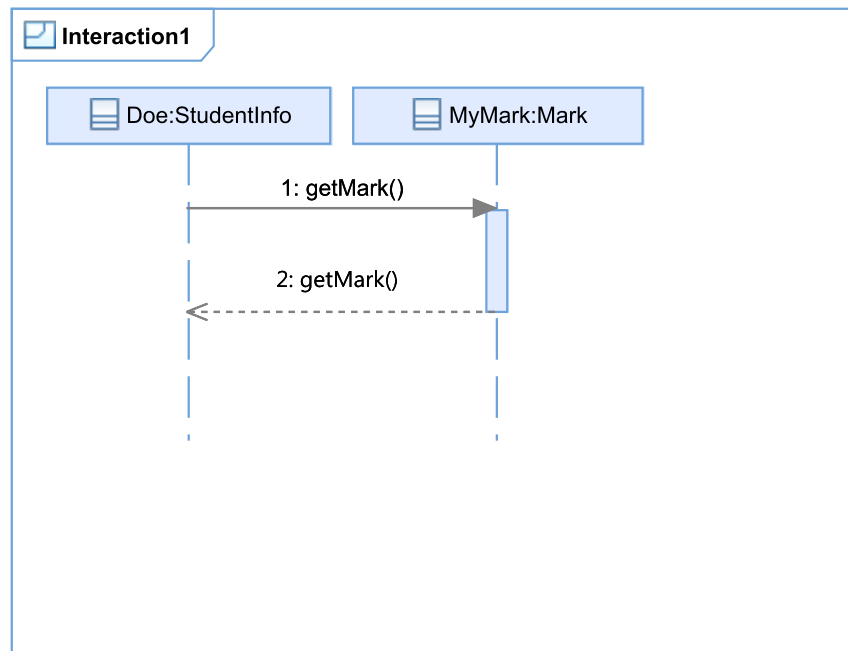 Interaction1
Doe:StudentInfo
MyMark:Mark
1: getMark()
2: getMark()